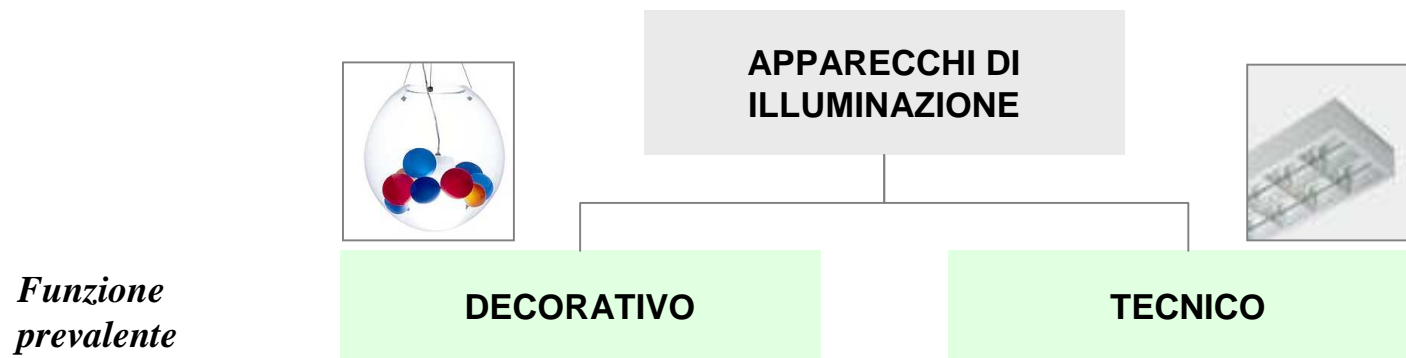 APPARECCHI DI
ILLUMINAZIONE
Funzione
prevalente
DECORATIVO
TECNICO